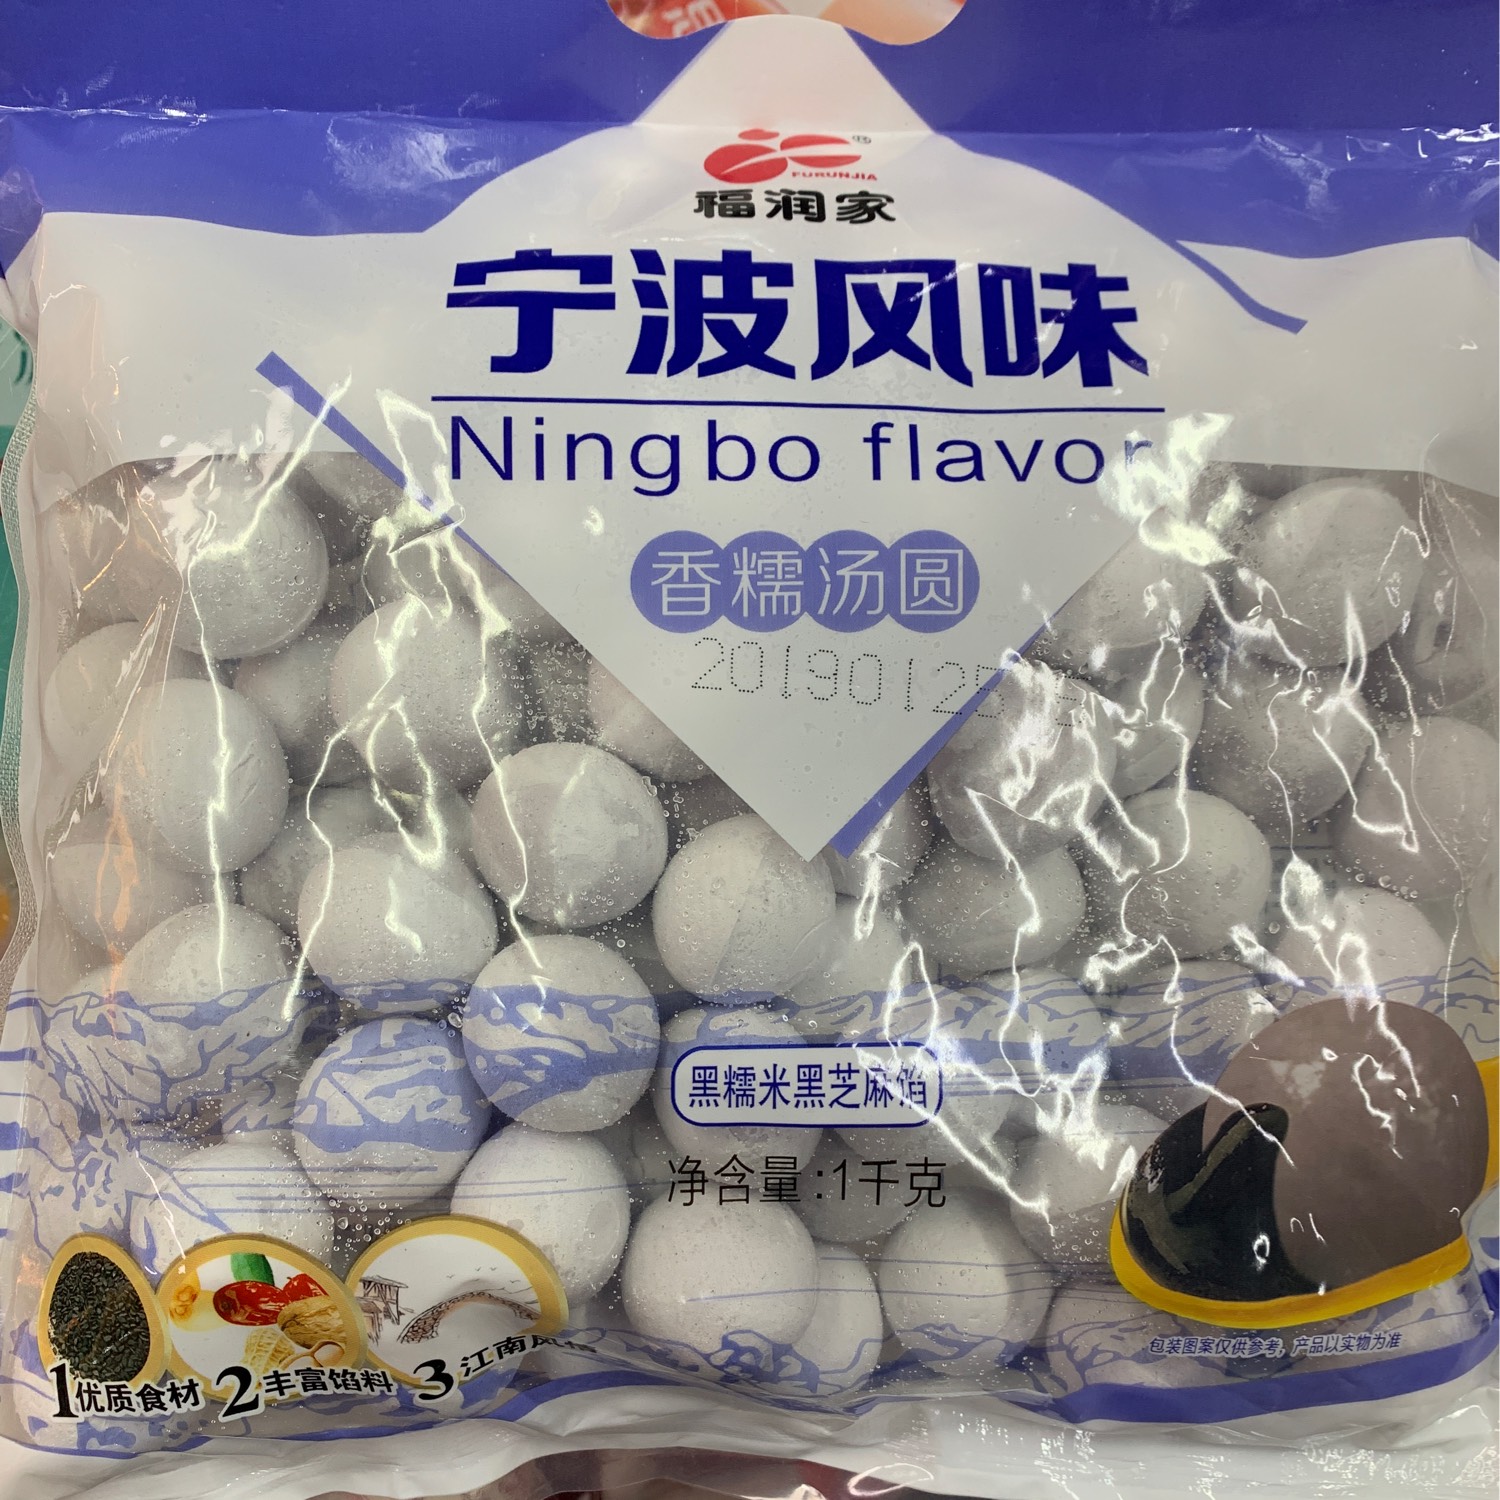 FURUNJIA
福润家
宁波风味
Ningbo flavor
香糯汤圆
20190125
黑糯米黑芝麻馅
净含量:1千克
1优质食材 2丰富馅料 3江南风情
包装图案仅供参考,产品以实物为准